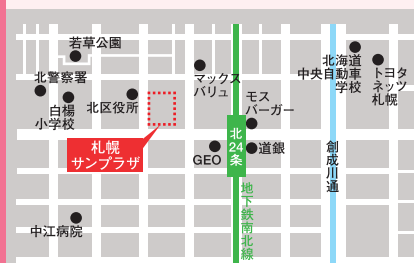 若草公園
北警察署
白楊
小学校
北区役所
マックス
バリュ
モス
バーガー
北海道
中央自動車
学校
トヨタ
ネッツ
札幌
札幌
サンプラザ
GEO
北
24
条
道銀
創成川通
地下鉄南北線
中江病院